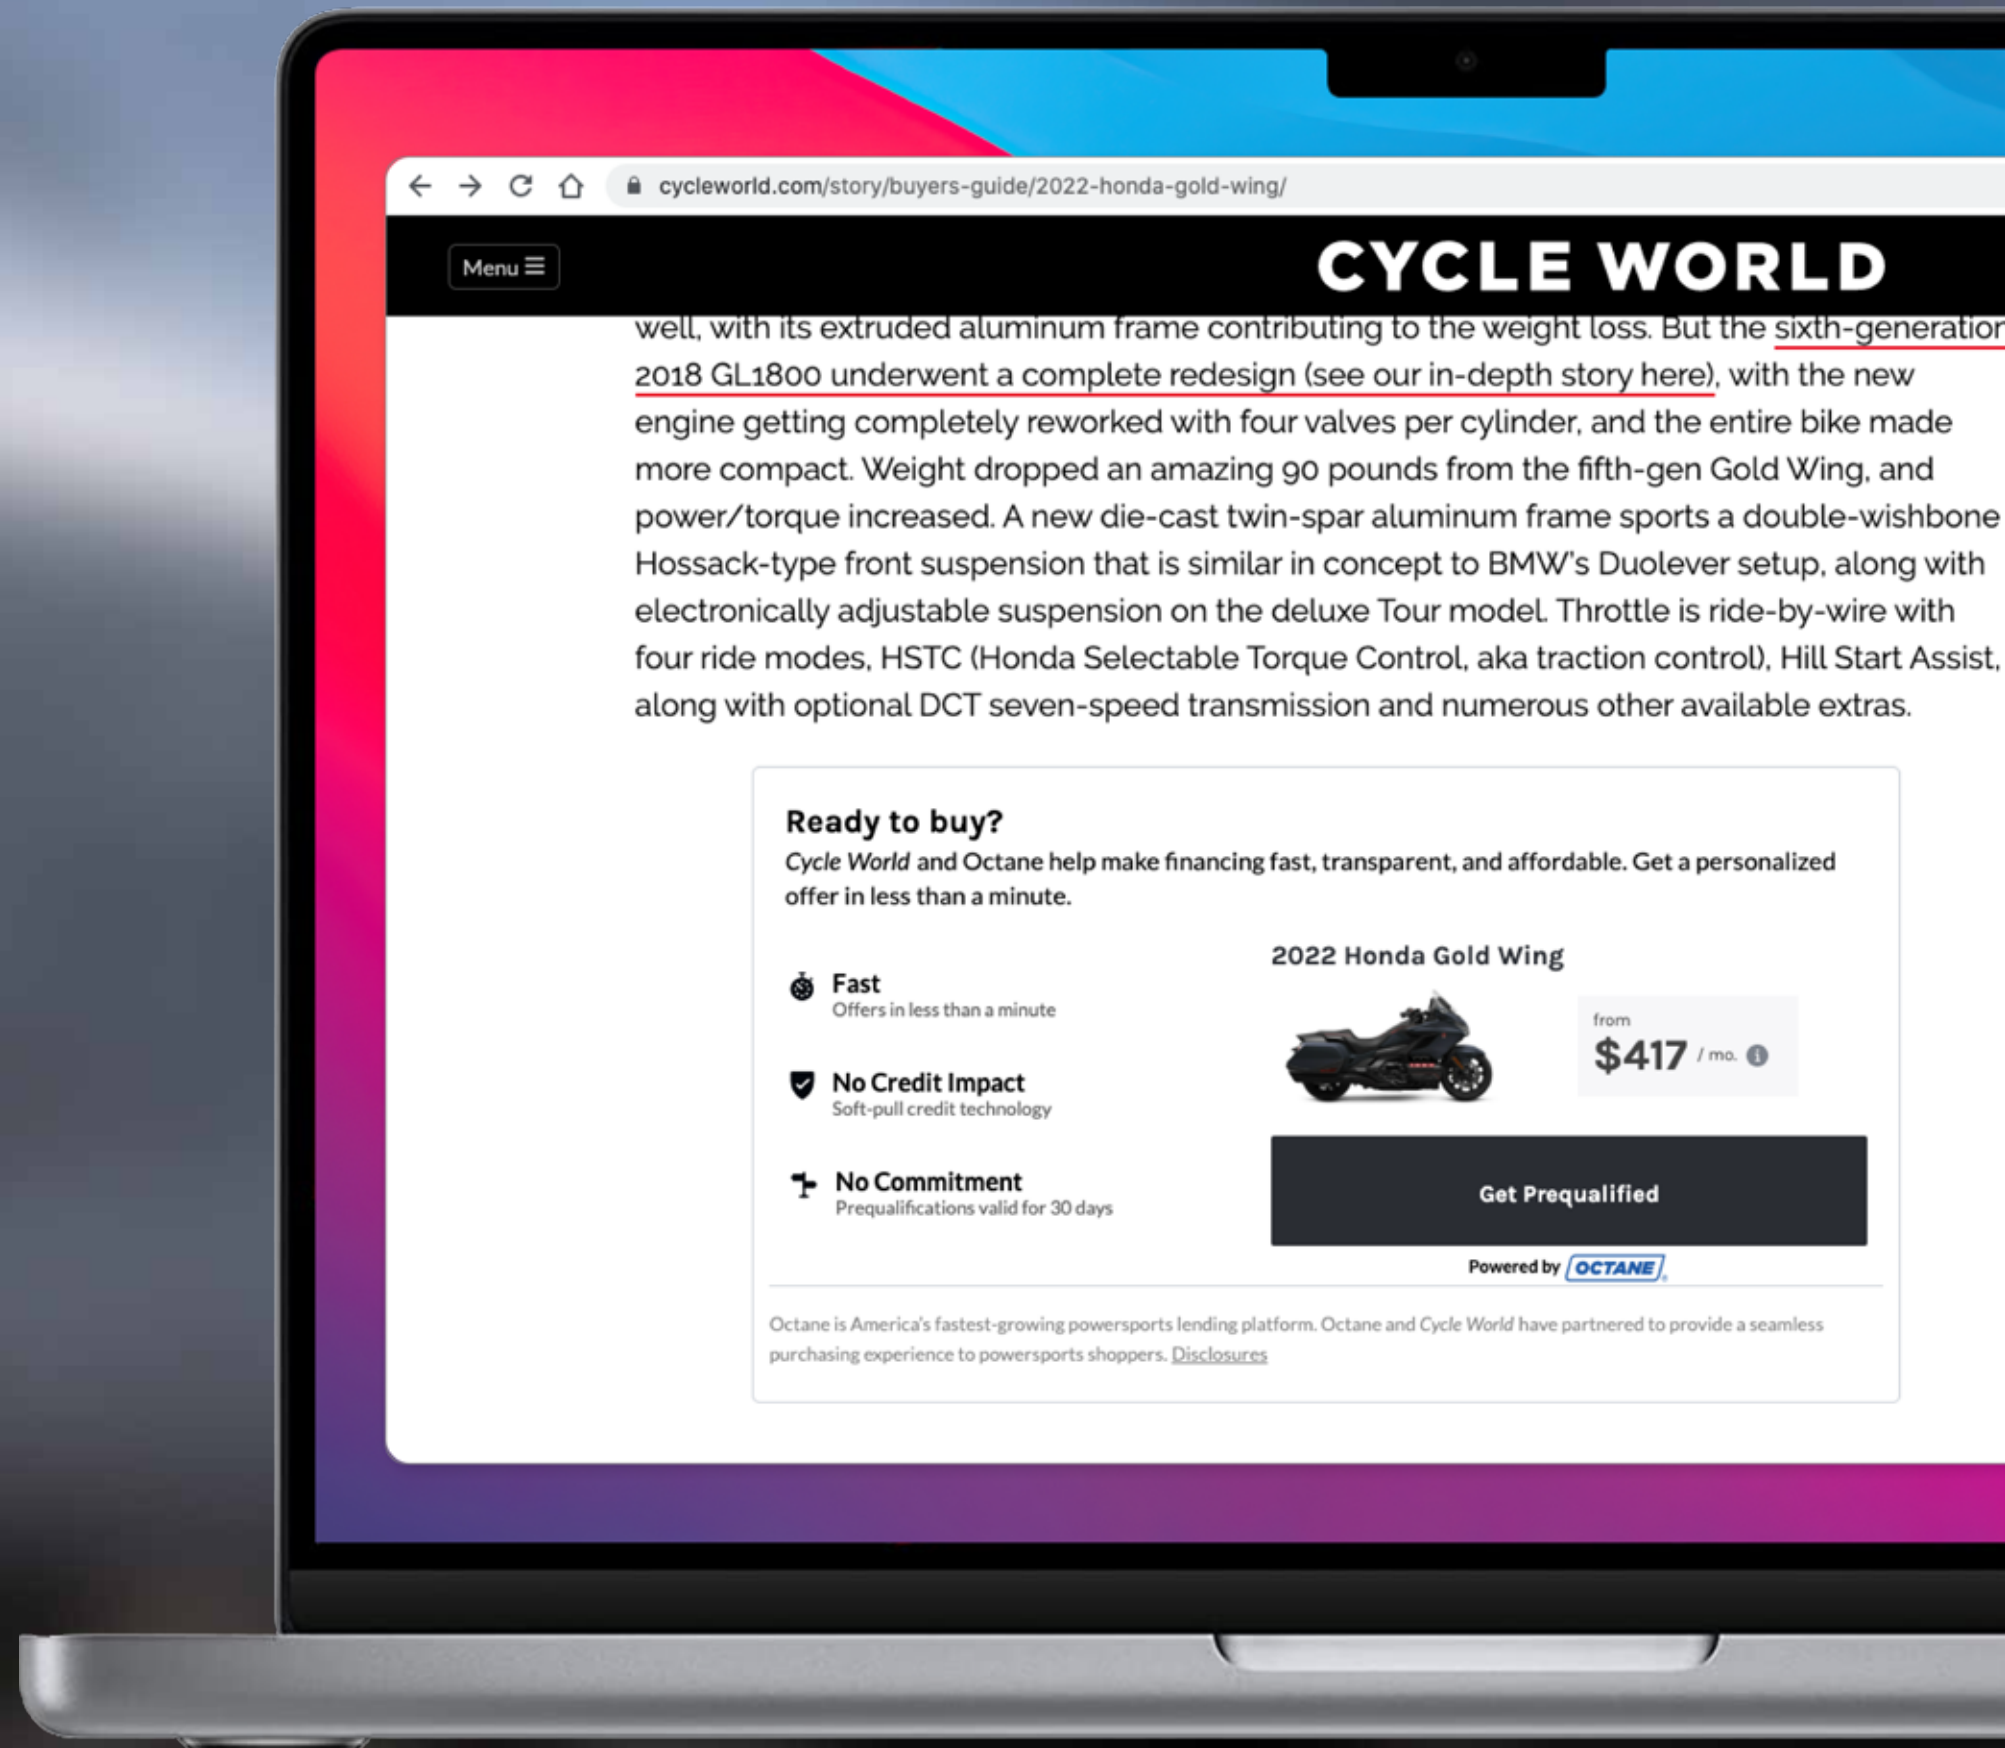 cycleworld.com/story/buyers-guide/2022-honda-gold-wing/
Menu
CYCLE WORLD
well, with its extruded aluminum frame contributing to the weight loss. But the sixth-generation
2018 GL1800 underwent a complete redesign (see our in-depth story here), with the new
engine getting completely reworked with four valves per cylinder, and the entire bike made
more compact. Weight dropped an amazing 90 pounds from the fifth-gen Gold Wing, and
power/torque increased. A new die-cast twin-spar aluminum frame sports a double-wishbone
Hossack-type front suspension that is similar in concept to BMW's Duolever setup, along with
electronically adjustable suspension on the deluxe Tour model. Throttle is ride-by-wire with
four ride modes, HSTC (Honda Selectable Torque Control, aka traction control), Hill Start Assist,
along with optional DCT seven-speed transmission and numerous other available extras.
Ready to buy?
Cycle World and Octane help make financing fast, transparent, and affordable. Get a personalized
offer in less than a minute.
Fast
Offers in less than a minute
No Credit Impact
Soft-pull credit technology
No Commitment
Prequalifications valid for 30 days
2022 Honda Gold Wing
from
$417 / mo.
Get Prequalified
Powered by OCTANE
Octane is America's fastest-growing powersports lending platform. Octane and Cycle World have partnered to provide a seamless
purchasing experience to powersports shoppers. Disclosures